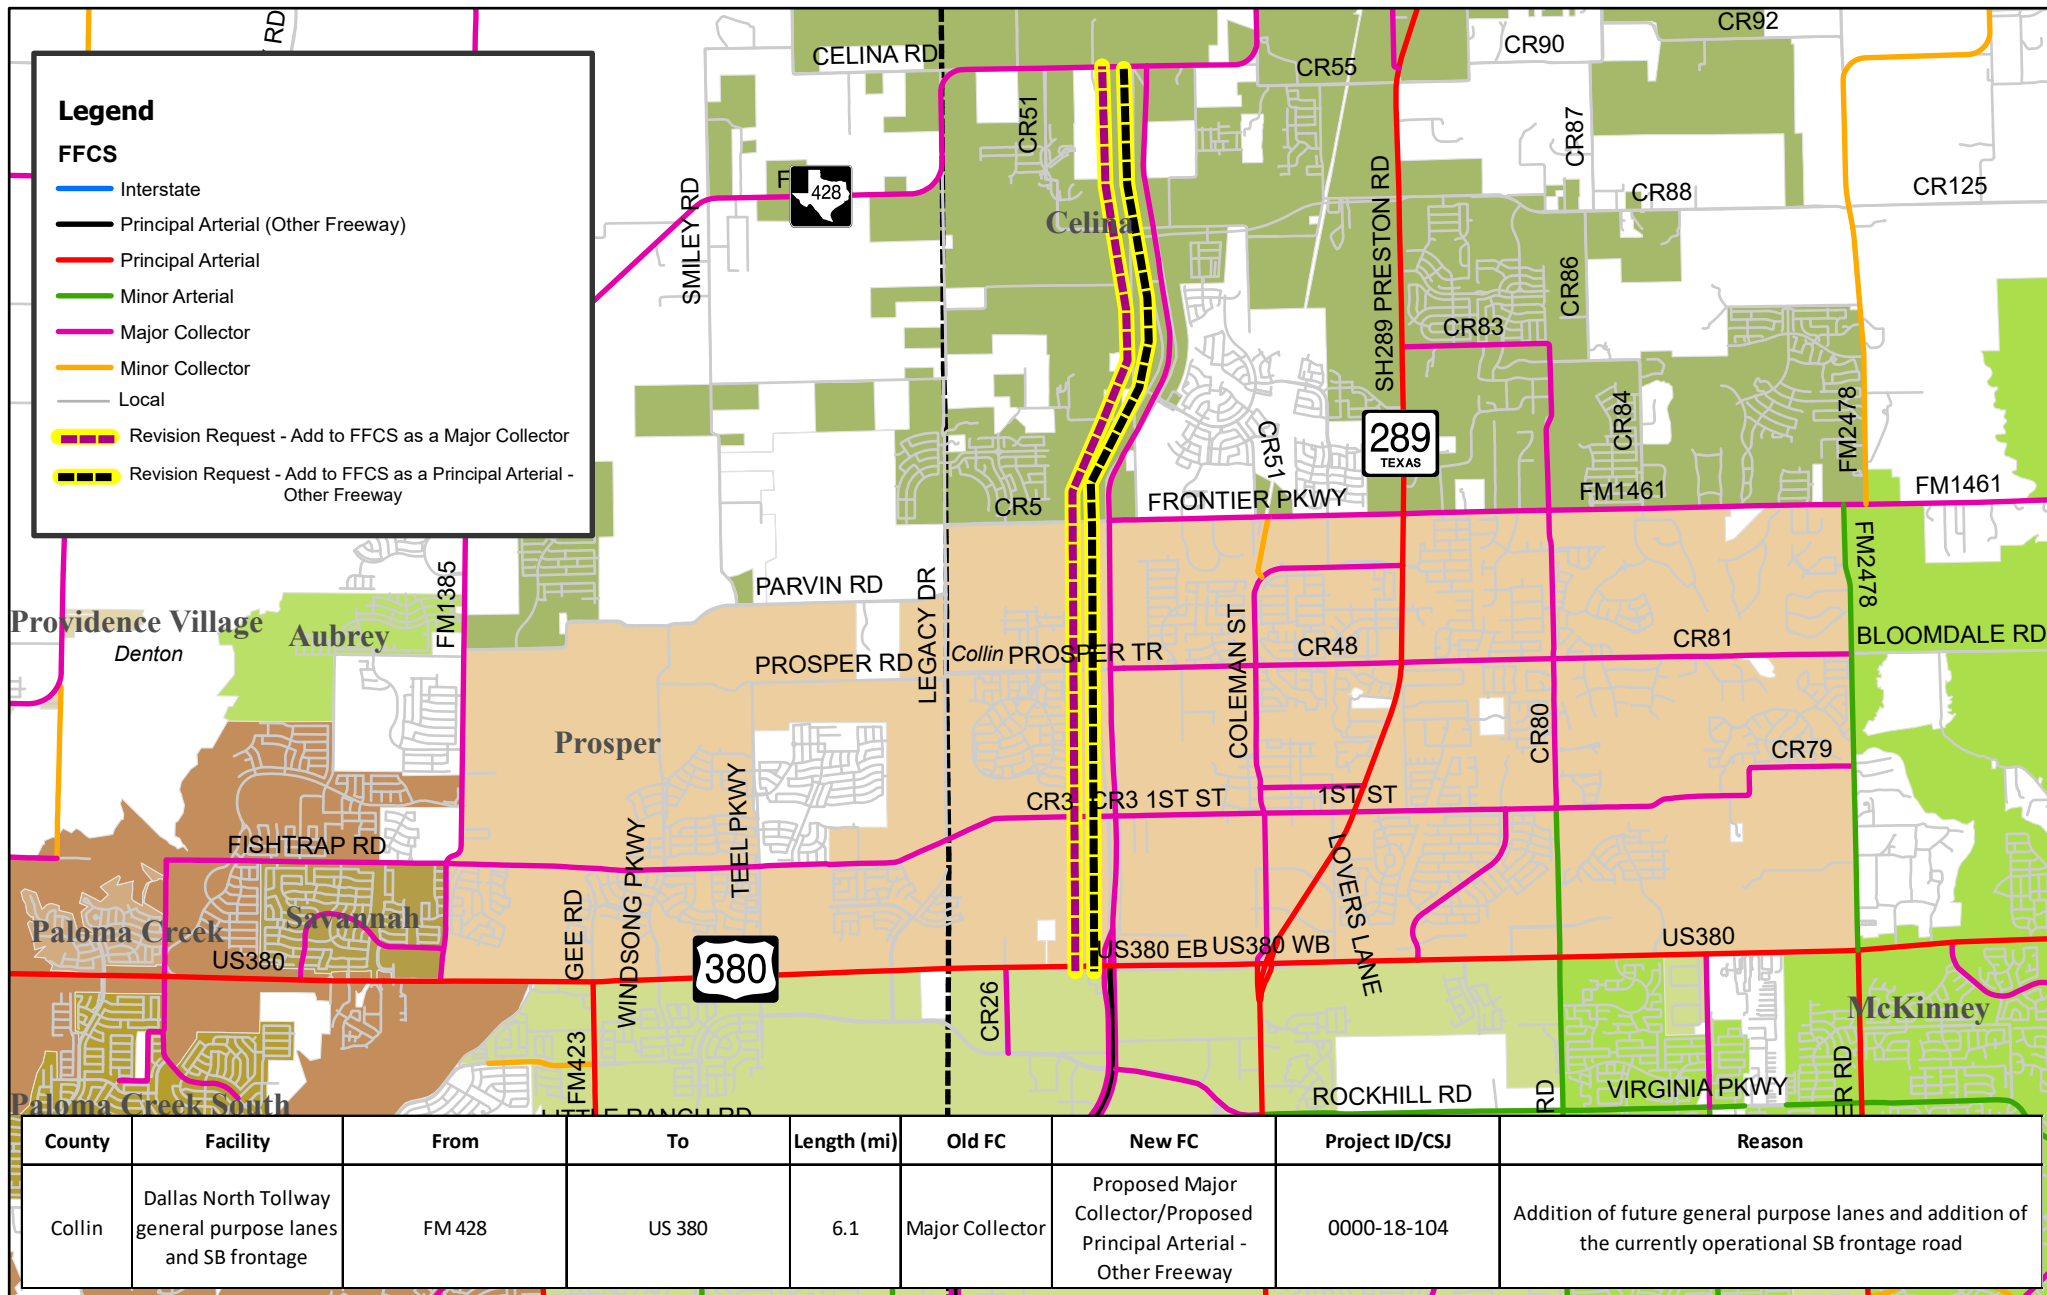 RD
CELINA RD
CR55
CR90
CR92
Legend
FFCS
Interstate
Principal Arterial (Other Freeway)
Principal Arterial
Minor Arterial
Major Collector
Minor Collector
Local
Revision Request - Add to FFCS as a Major Collector
Revision Request - Add to FFCS as a Principal Arterial -
Other Freeway
CR51
CR87
F
428
SMILEY RD
Celina
SH289 PRESTON RD
CR88
CR125
CR86
CR83
CR84
FM2478
289
TEXAS
CR51
CR5
FRONTIER PKWY
FM1461
FM1461
FM1385
PARVIN RD
LEGACY DR
FM2478
Providence Village
Denton
Aubrey
PROSPER RD
Collin
PROSPER TR
COLEMAN ST
CR48
CR81
BLOOMDALE RD
Prosper
CR80
CR79
TEEL PKWY
CR3
CR3
1ST ST
1ST ST
FISHTRAP RD
WINDSONG PKWY
LOVERS LANE
GEE RD
Paloma Creek
Savannah
US380
380
US380 EB
US380 WB
US380
CR26
McKinney
FM423
Paloma Creek South
LITTLE RANCH RD
ROCKHILL RD
RD
VIRGINIA PKWY
ER RD
County Facility From To Length (mi) Old FC New FC Project ID/CSJ Reason
Collin
Dallas North Tollway
general purpose lanes
and SB frontage
FM 428
US 380
6.1
Major Collector
Proposed Major
Collector/Proposed
Principal Arterial -
Other Freeway
0000-18-104
Addition of future general purpose lanes and addition of
the currently operational SB frontage road